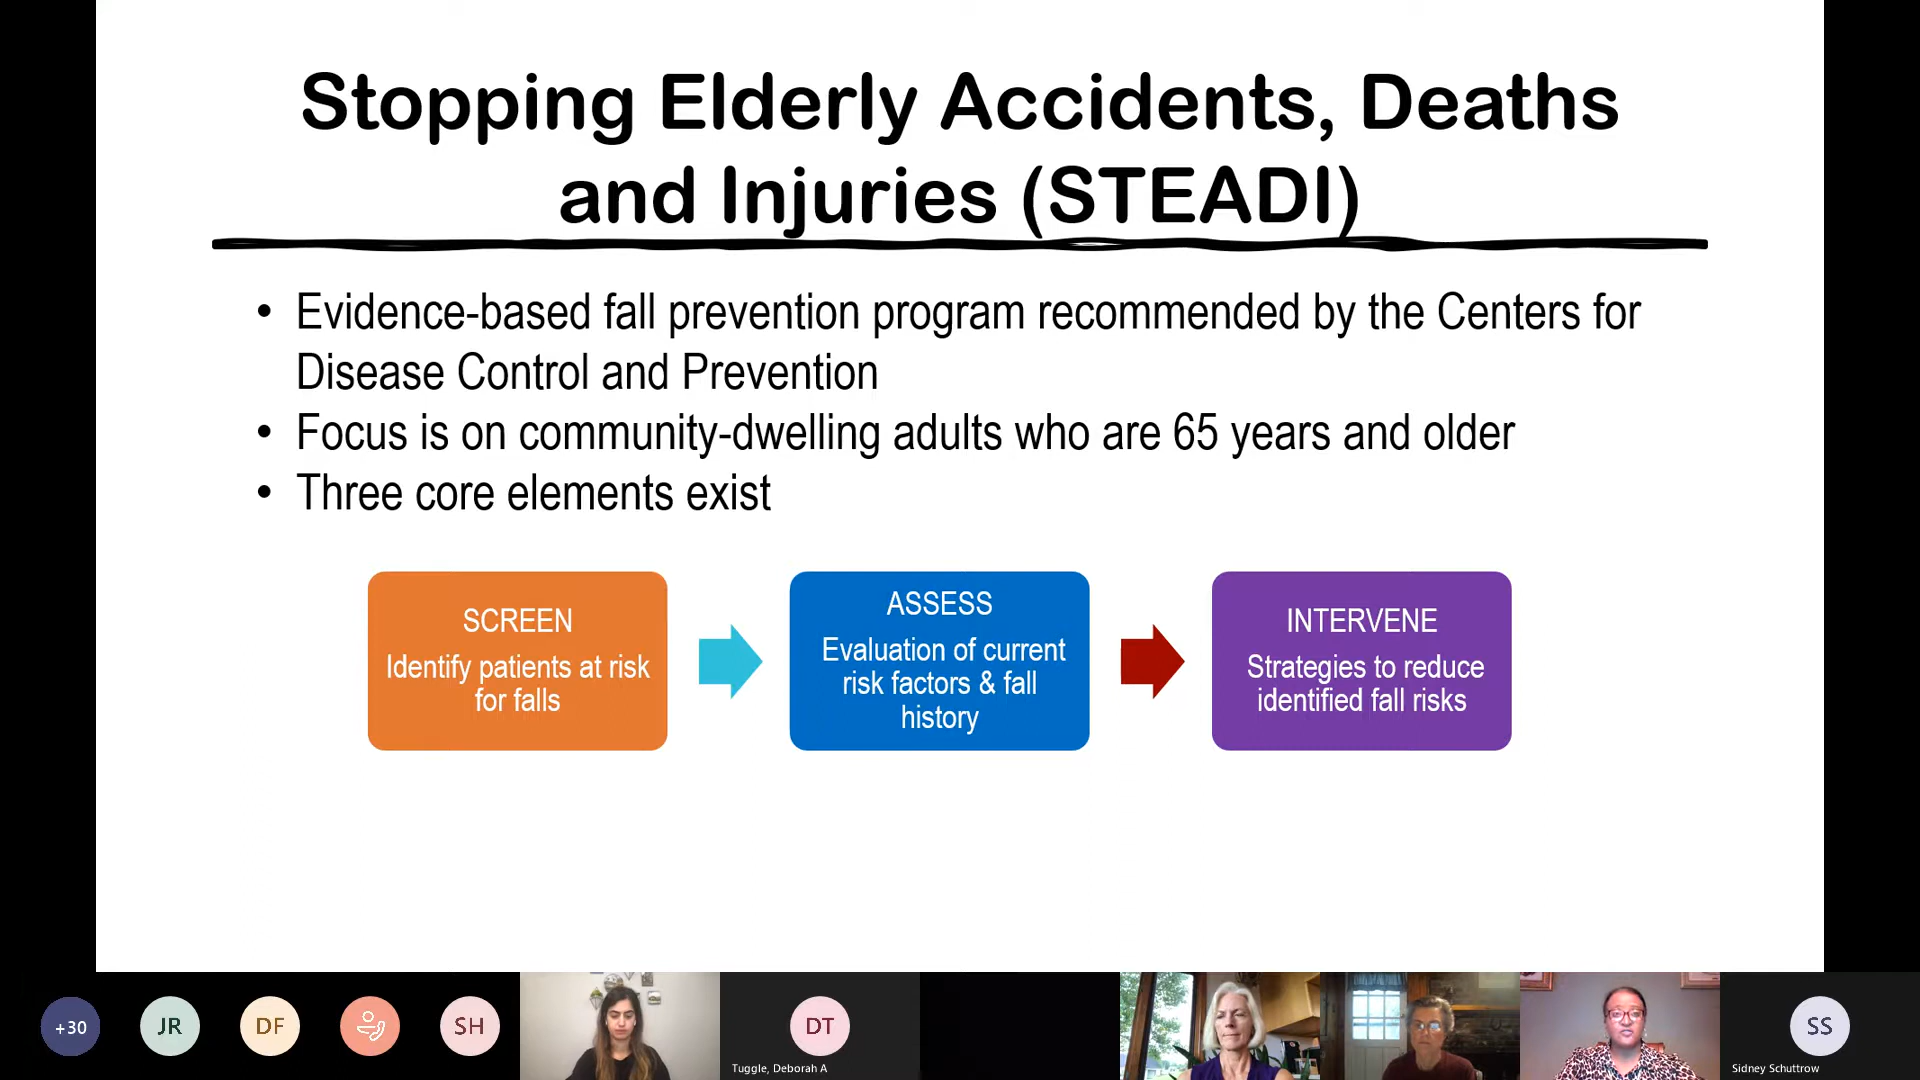 Stopping Elderly Accidents, Deaths
and Injuries (STEADI)
• Evidence-based fall prevention program recommended by the Centers for
Disease Control and Prevention
• Focus is on community-dwelling adults who are 65 years and older
• Three core elements exist
SCREEN
Identify patients at risk
for falls
ASSESS
Evaluation of current
risk factors & fall
history
INTERVENE
Strategies to reduce
identified fall risks
+30
JR
DF
SH
DT
Tuggle, Deborah A
SS
Sidney Schuttrow